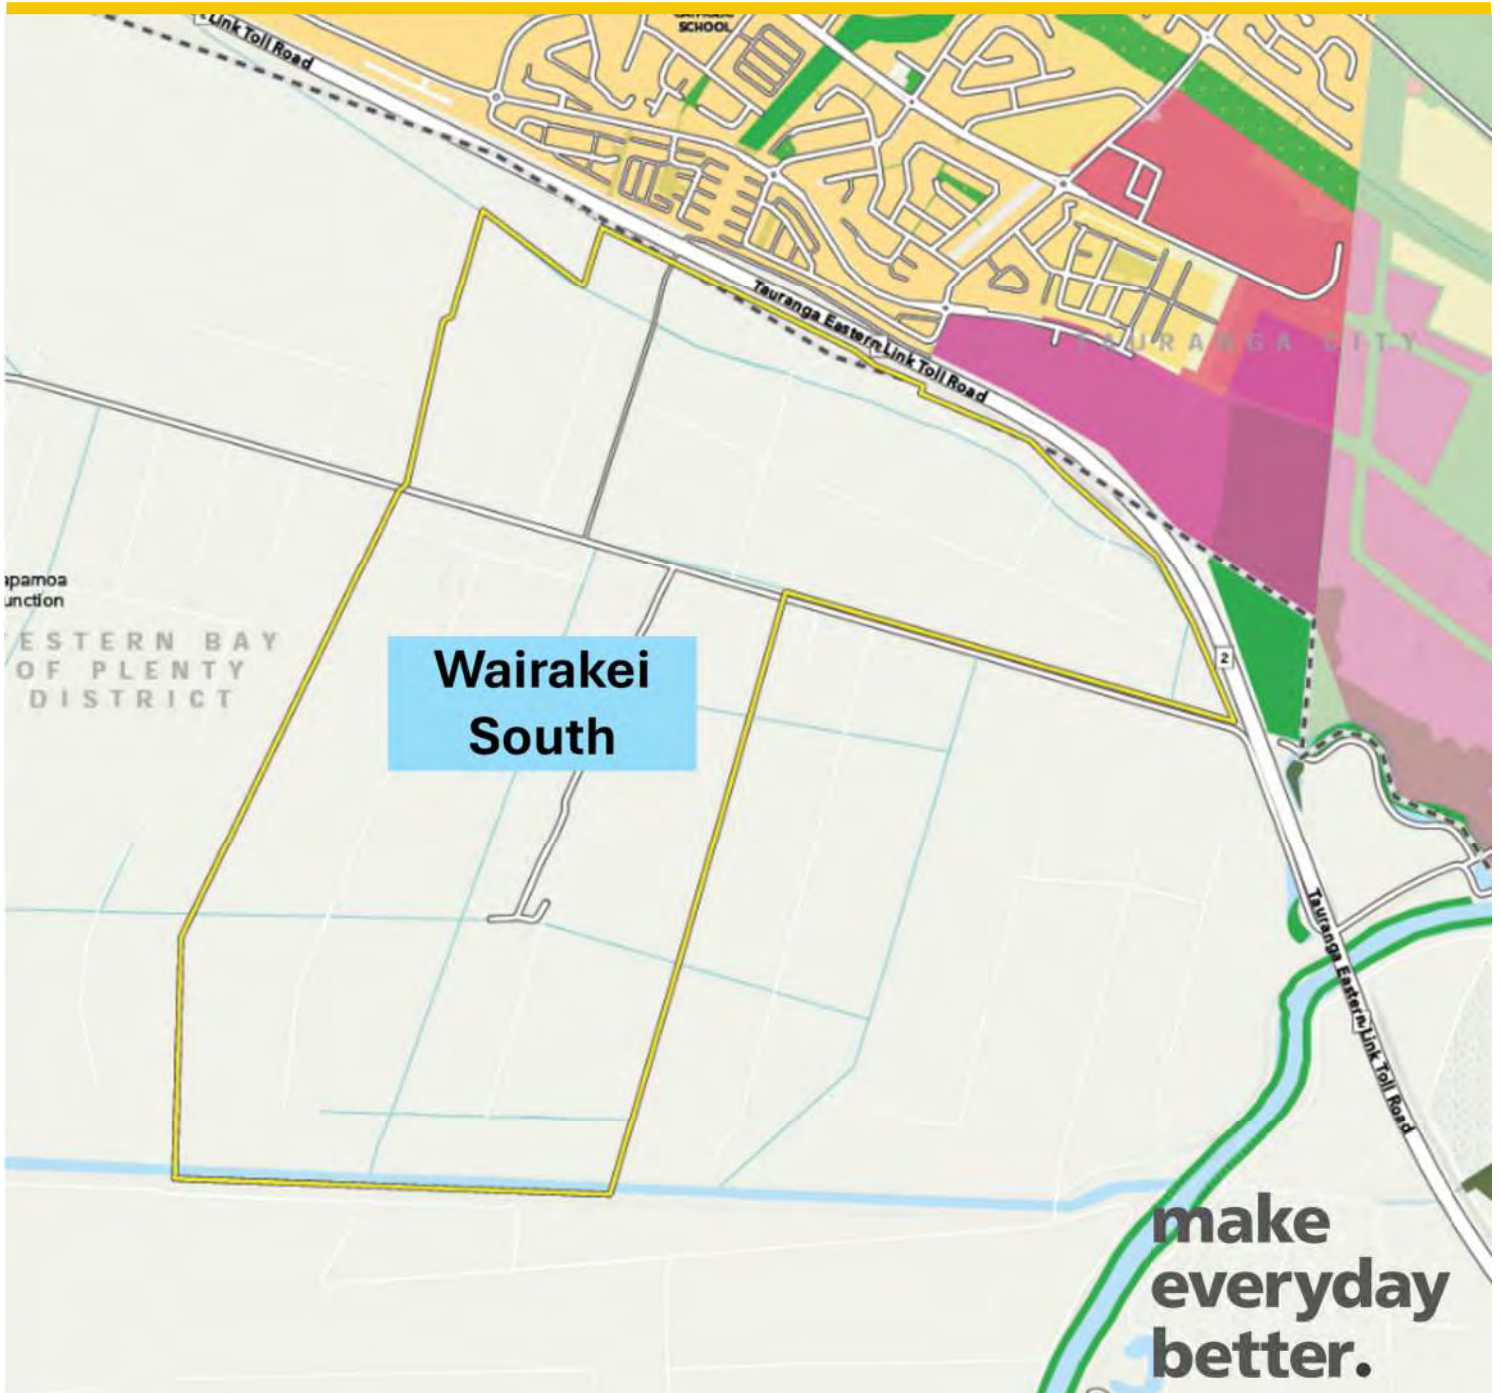 SCHOOL
Link Toll Road
Tauranga Eastern Link Toll Road
TAURANGA CITY
apamoa
unction
ESTERN BAY
OF PLENTY
DISTRICT
Wairakei
South
2
Tauranga Eastern Link Toll Road
make
everyday
better.